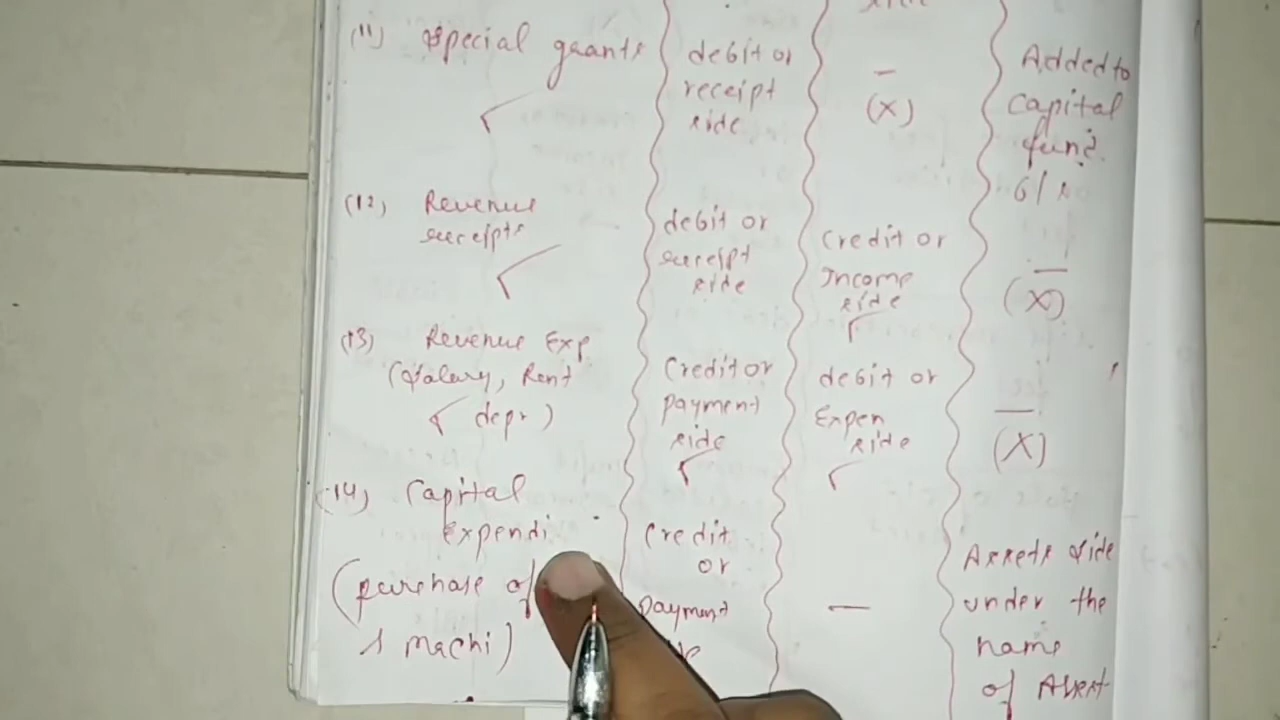 (11) Special grants
debit or
receipt
side
—
(X)
Added to
capital
fund.
(12) Revenue
receipts
debit or
receipt
side
Credit or
Income
side
—
(X)
(13) Revenue Exp
(Salary, Rent
depr)
Credit or
payment
side
debit or
Expen
side
—
(X)
(14) Capital
Expendi
(purchase of
machi)
Credit
or
payment
—
Assets side
under the
name
of Asset